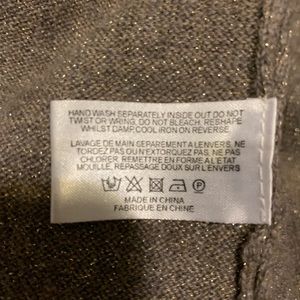 HAND WASH SEPARATELY INSIDE OUT DO NOT
TWIST OR WRING, DO NOT BLEACH. RESHAPE
WHILST DAMP,COOL IRON ON REVERSE
LAVAGE DE MAIN SEPAREMENT A L'ENVERS, NE
TORDEZ PAS OU N'EXTORQUEZ PAS, NE PAS
CHLORER, REMETTRE EN FORME A L'ETAT
MOUILLE, REPASSAGE DOUX SUR L'ENVERS
P
MADE IN CHINA
FABRIQUE EN CHINE